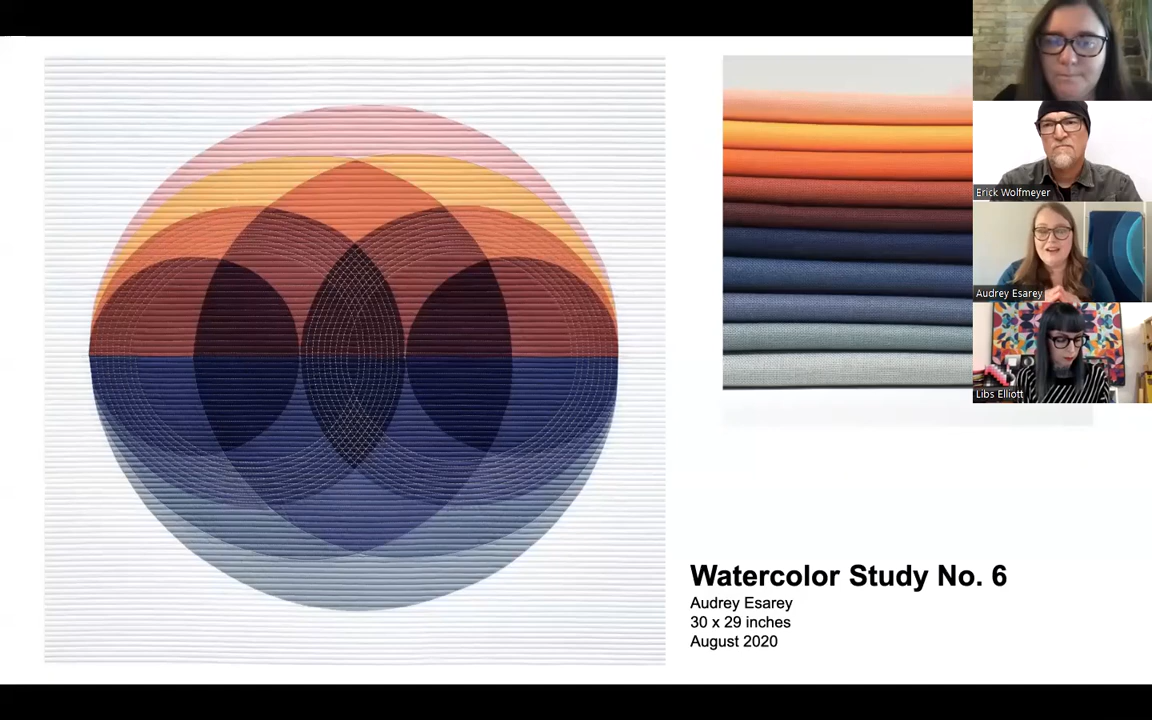 Erick Wolfmeyer
Audrey Esarey
Libs Elliott
Watercolor Study No. 6
Audrey Esarey
30 x 29 inches
August 2020